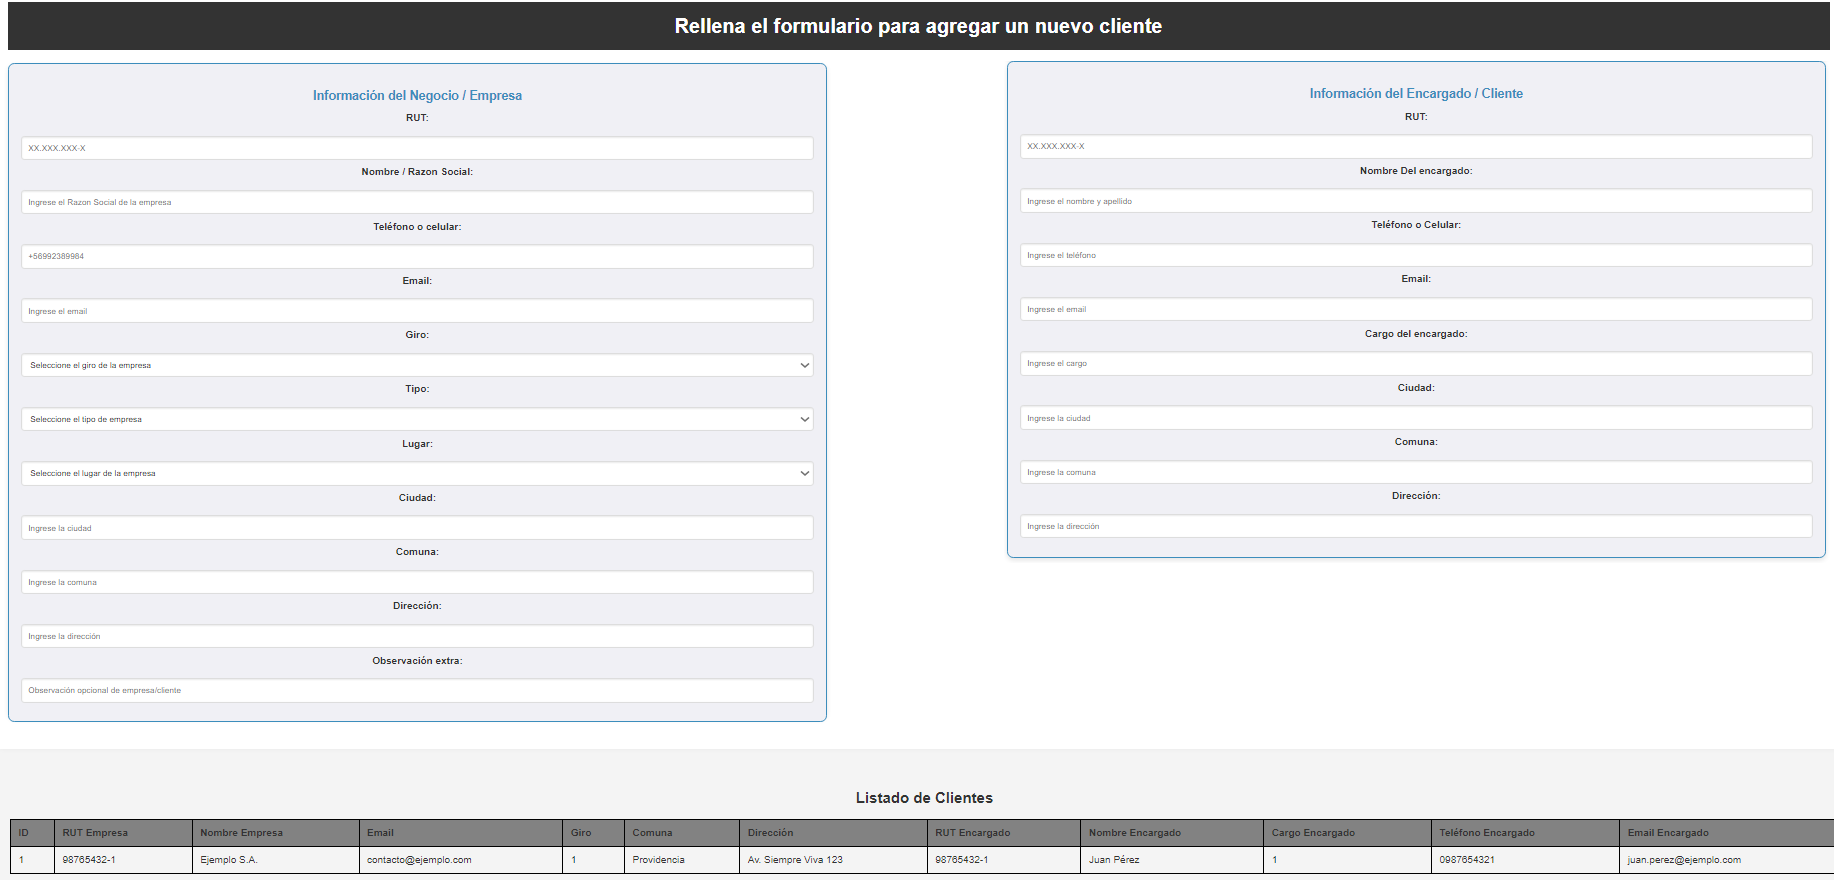 Rellena el formulario para agregar un nuevo cliente
Información del Negocio / Empresa
RUT:
XX.XXX.XXX-X
Nombre / Razon Social:
Ingrese el Razon Social de la empresa
Teléfono o celular:
+56992389984
Email:
Ingrese el email
Giro:
Seleccione el giro de la empresa
Tipo:
Seleccione el tipo de empresa
Lugar:
Seleccione el lugar de la empresa
Ciudad:
Ingrese la ciudad
Comuna:
Ingrese la comuna
Dirección:
Ingrese la dirección
Observación extra:
Observación opcional de empresa/cliente
Información del Encargado / Cliente
RUT:
XX.XXX.XXX-X
Nombre Del encargado:
Ingrese el nombre y apellido
Teléfono o Celular:
Ingrese el teléfono
Email:
Ingrese el email
Cargo del encargado:
Ingrese el cargo
Ciudad:
Ingrese la ciudad
Comuna:
Ingrese la comuna
Dirección:
Ingrese la dirección
Listado de Clientes
ID RUT Empresa Nombre Empresa Email Giro Comuna Dirección RUT Encargado Nombre Encargado Cargo Encargado Teléfono Encargado Email Encargado
1 98765432-1 Ejemplo S.A. contacto@ejemplo.com 1 Providencia Av. Siempre Viva 123 98765432-1 Juan Pérez 1 0987654321 juan.perez@ejemplo.com